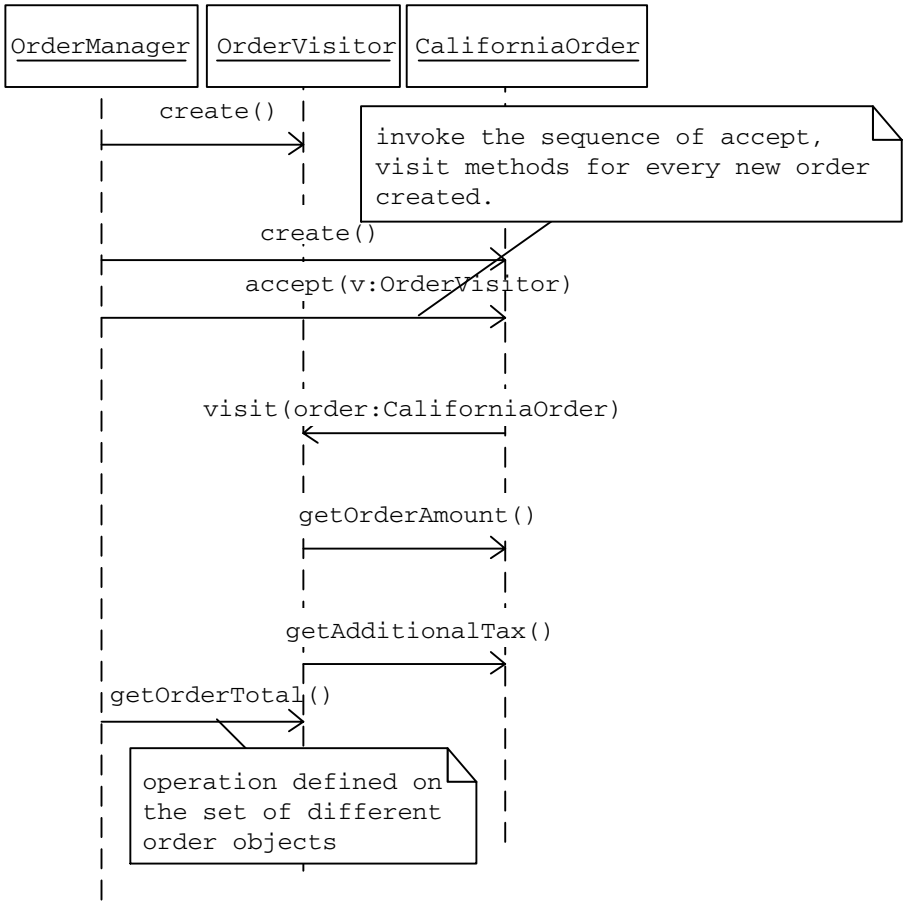 OrderManager OrderVisitor CaliforniaOrder
create()
invoke the sequence of accept,
visit methods for every new order
created.
create()
accept(v:OrderVisitor)
visit(order:CaliforniaOrder)
getOrderAmount()
getAdditionalTax()
getOrderTotal()
operation defined on
the set of different
order objects